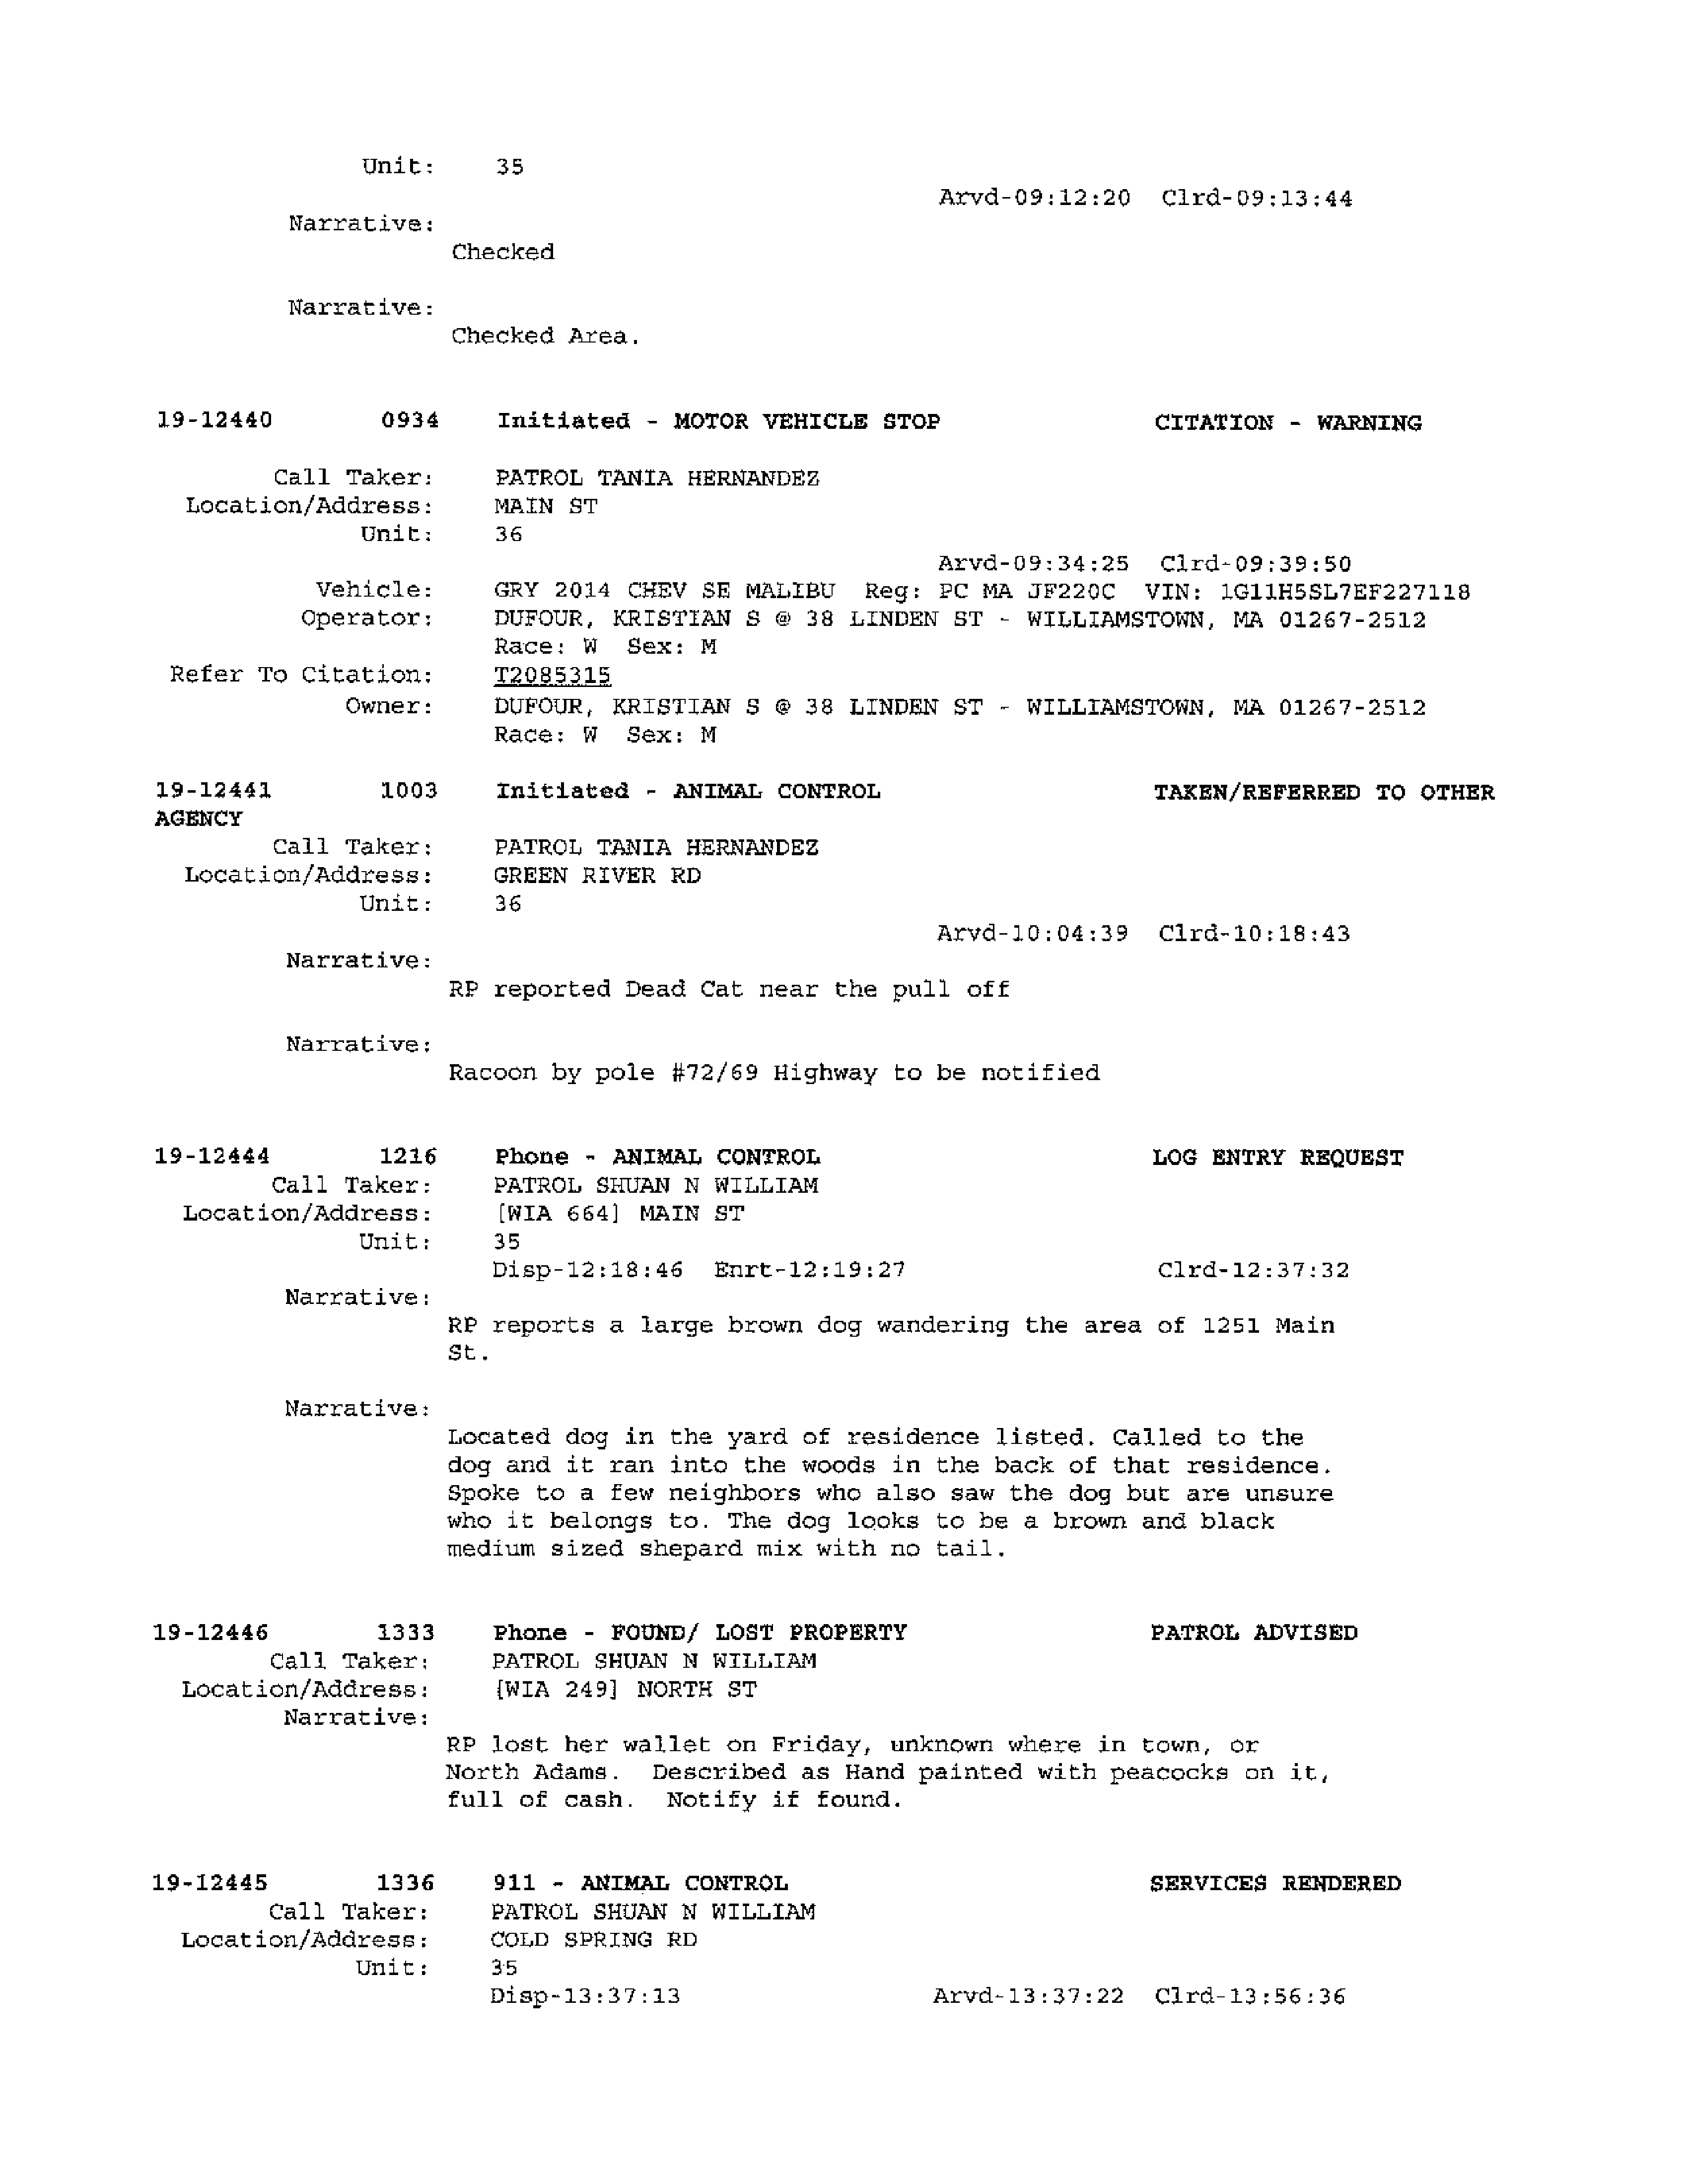 Unit: 35
Arvd-09:12:20 Clrd-09:13:44
Narrative:
Checked
Narrative:
Checked Area.
19-12440 0934 Initiated - MOTOR VEHICLE STOP CITATION - WARNING
Call Taker: PATROL TANIA HERNANDEZ
Location/Address: MAIN ST
Unit: 36
Arvd-09:34:25 Clrd-09:39:50
Vehicle: GRY 2014 CHEV SE MALIBU Reg: PC MA JF220C VIN: 1G11H5SL7EF227118
Operator: DUFOUR, KRISTIAN S @ 38 LINDEN ST - WILLIAMSTOWN, MA 01267-2512
Race: W Sex: M
Refer To Citation: T2085315
Owner: DUFOUR, KRISTIAN S @ 38 LINDEN ST - WILLIAMSTOWN, MA 01267-2512
Race: W Sex: M
19-12441 1003 Initiated - ANIMAL CONTROL TAKEN/REFERRED TO OTHER
AGENCY
Call Taker: PATROL TANIA HERNANDEZ
Location/Address: GREEN RIVER RD
Unit: 36
Arvd-10:04:39 Clrd-10:18:43
Narrative:
RP reported Dead Cat near the pull off
Narrative:
Racoon by pole #72/69 Highway to be notified
19-12444 1216 Phone - ANIMAL CONTROL LOG ENTRY REQUEST
Call Taker: PATROL SHUAN N WILLIAM
Location/Address: [WIA 664] MAIN ST
Unit: 35
Disp-12:18:46 Enrt-12:19:27 Clrd-12:37:32
Narrative:
RP reports a large brown dog wandering the area of 1251 Main
St.
Narrative:
Located dog in the yard of residence listed. Called to the
dog and it ran into the woods in the back of that residence.
Spoke to a few neighbors who also saw the dog but are unsure
who it belongs to. The dog looks to be a brown and black
medium sized shepard mix with no tail.
19-12446 1333 Phone - FOUND/ LOST PROPERTY PATROL ADVISED
Call Taker: PATROL SHUAN N WILLIAM
Location/Address: [WIA 249] NORTH ST
Narrative:
RP lost her wallet on Friday, unknown where in town, or
North Adams. Described as Hand painted with peacocks on it,
full of cash. Notify if found.
19-12445 1336 911 - ANIMAL CONTROL SERVICES RENDERED
Call Taker: PATROL SHUAN N WILLIAM
Location/Address: COLD SPRING RD
Unit: 35
Disp-13:37:13 Arvd-13:37:22 Clrd-13:56:36